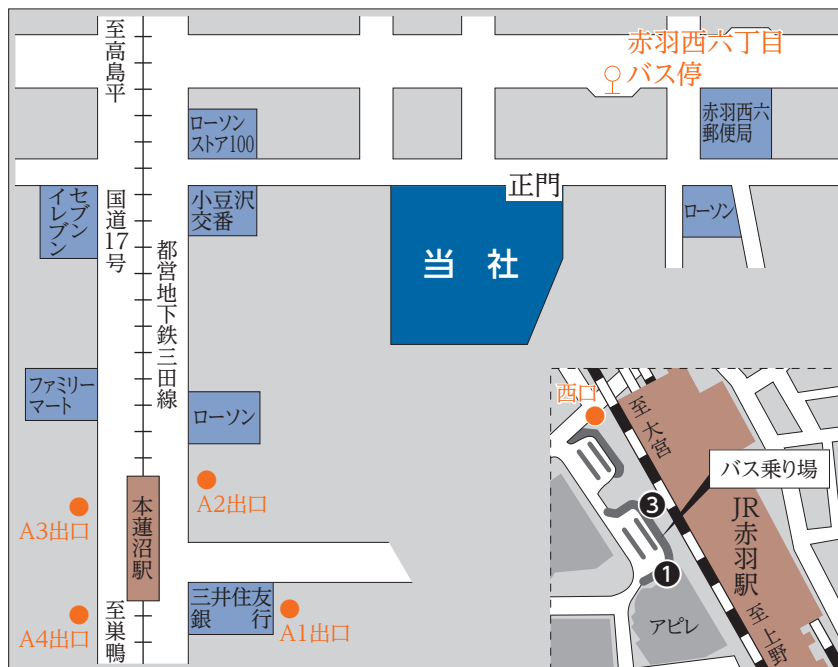 至高島平
赤羽西六丁目
バス停
ローソン
ストア100
赤羽西六
郵便局
セブン
イレブン
国道17号
小豆沢
交番
正門
ローソン
都営地下鉄三田線
当 社
ファミリー
マート
ローソン
A2出口
A3出口
本蓮沼駅
三井住友
銀 行
A1出口
A4出口
至巣鴨
西口
至大宮
バス乗り場
3
JR赤羽駅
1
アピレ
至上野